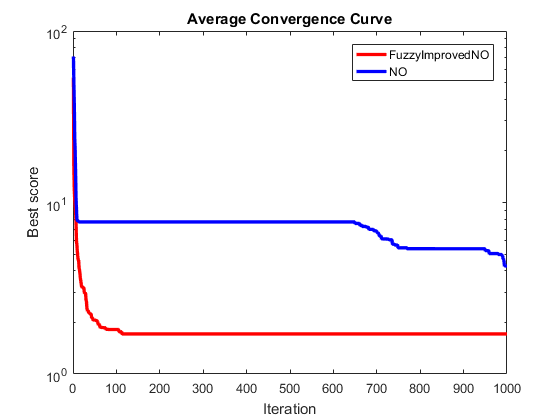 Average Convergence Curve
10^2
FuzzyImprovedNO
NO
10^1
Best score
10^0
0 100 200 300 400 500 600 700 800 900 1000
Iteration